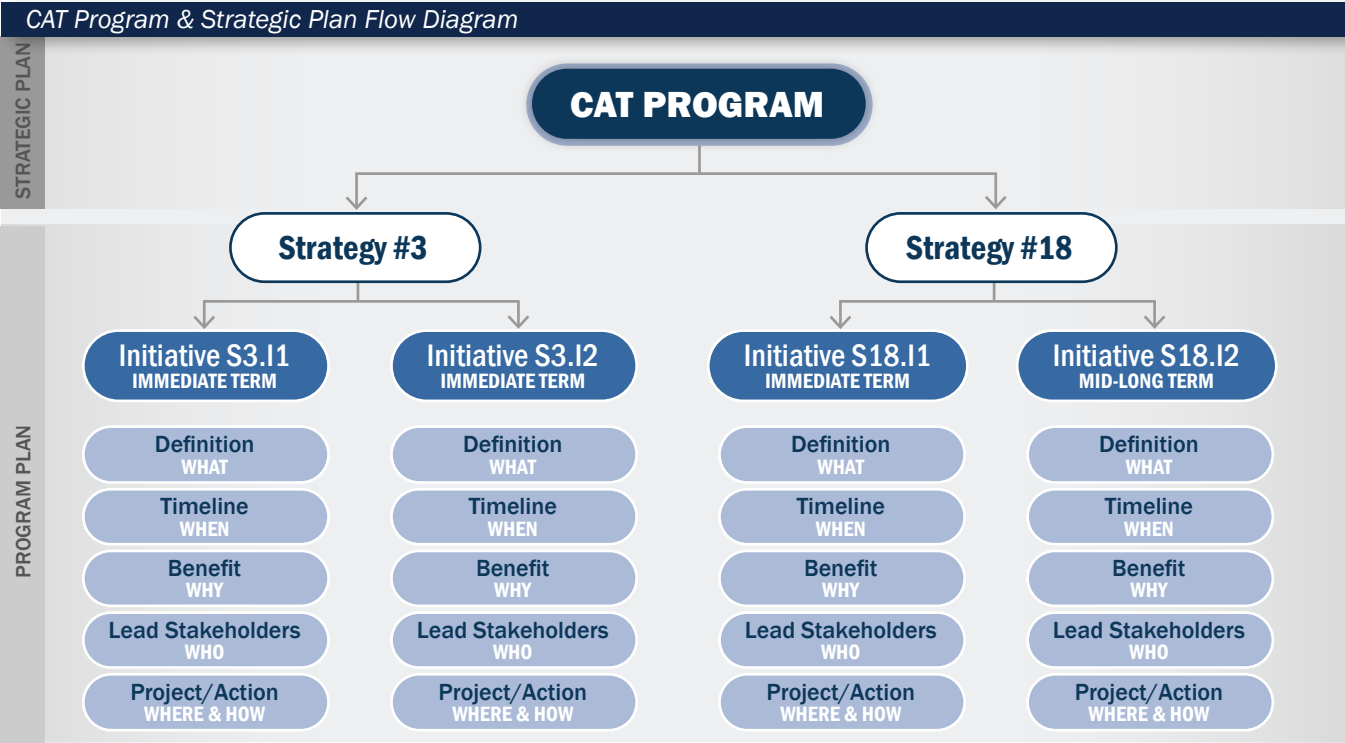 CAT Program & Strategic Plan Flow Diagram
STRATEGIC PLAN
CAT PROGRAM
PROGRAM PLAN
Strategy #3
Strategy #18
Initiative S3.I1
IMMEDIATE TERM
Initiative S3.I2
IMMEDIATE TERM
Initiative S18.I1
IMMEDIATE TERM
Initiative S18.I2
MID-LONG TERM
Definition
WHAT
Definition
WHAT
Definition
WHAT
Definition
WHAT
Timeline
WHEN
Timeline
WHEN
Timeline
WHEN
Timeline
WHEN
Benefit
WHY
Benefit
WHY
Benefit
WHY
Benefit
WHY
Lead Stakeholders
WHO
Lead Stakeholders
WHO
Lead Stakeholders
WHO
Lead Stakeholders
WHO
Project/Action
WHERE & HOW
Project/Action
WHERE & HOW
Project/Action
WHERE & HOW
Project/Action
WHERE & HOW